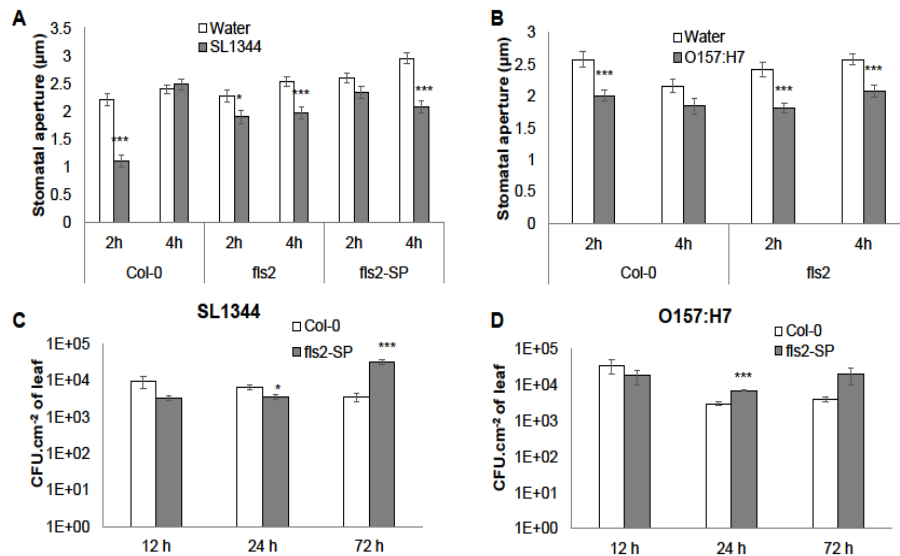 A
Stomatal aperture (μm)
Water
SL1344
3.5
3
2.5
2
1.5
1
0.5
0
***
*
***
***
2h 4h 2h 4h 2h 4h
Col-0 fls2 fls2-SP
B
Stomatal aperture (μm)
Water
O157:H7
3
2.5
2
1.5
1
0.5
0
***
***
***
2h 4h 2h 4h
Col-0 fls2
C
SL1344
Col-0
fls2-SP
CFU.cm⁻² of leaf
1E+05
1E+04
1E+03
1E+02
1E+01
1E+00
*
***
12 h 24 h 72 h
D
O157:H7
Col-0
fls2-SP
CFU.cm⁻² of leaf
1E+05
1E+04
1E+03
1E+02
1E+01
1E+00
***
12 h 24 h 72 h